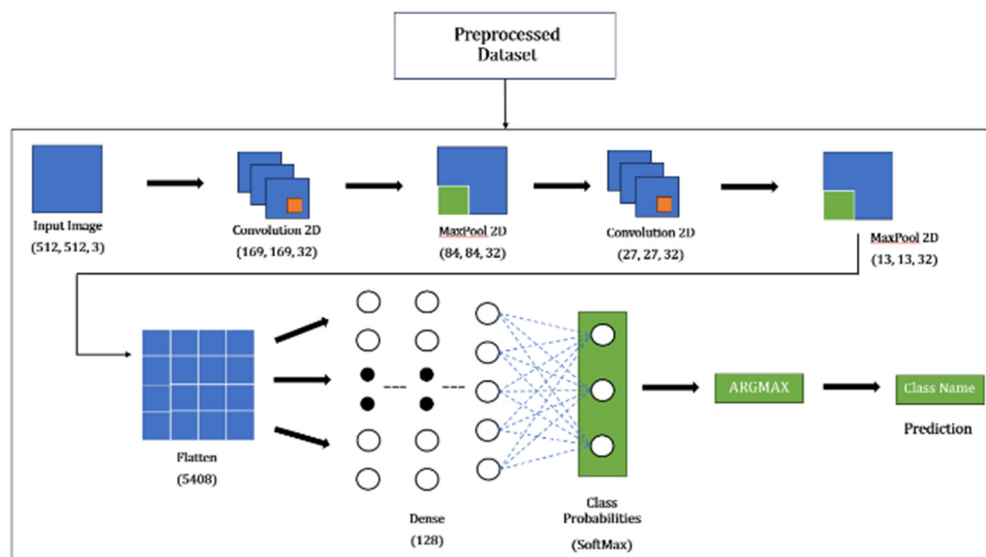 Preprocessed
Dataset
Input Image
(512, 512, 3)
Convolution 2D
(169, 169, 32)
MaxPool 2D
(84, 84, 32)
Convolution 2D
(27, 27, 32)
MaxPool 2D
(13, 13, 32)
Flatten
(5408)
Dense
(128)
Class
Probabilities
(SoftMax)
ARGMAX
Class Name
Prediction